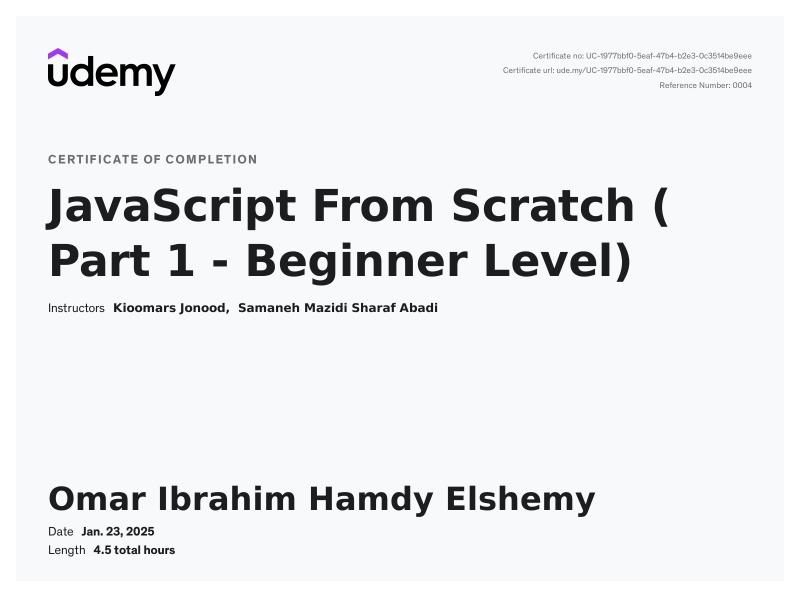 udemy
Certificate no: UC-1977bbf0-5eaf-47b4-b2e3-0c3514be9eee
Certificate url: ude.my/UC-1977bbf0-5eaf-47b4-b2e3-0c3514be9eee
Reference Number: 0004
CERTIFICATE OF COMPLETION
JavaScript From Scratch (
Part 1 - Beginner Level)
Instructors Kioomars Jonood, Samaneh Mazidi Sharaf Abadi
Omar Ibrahim Hamdy Elshemy
Date Jan. 23, 2025
Length 4.5 total hours